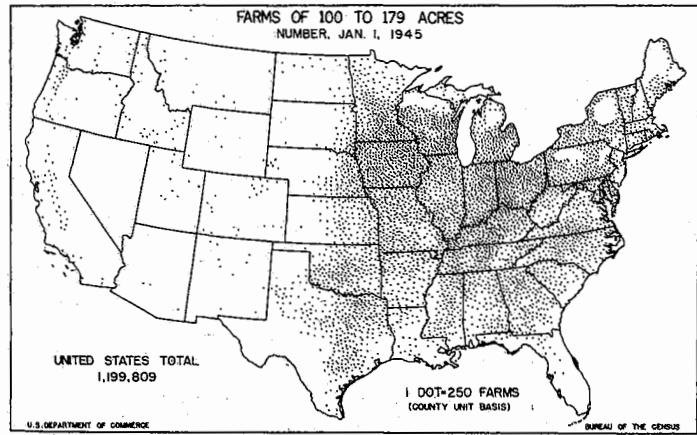 FARMS OF 100 TO 179 ACRES
NUMBER, JAN. 1, 1945
UNITED STATES TOTAL
1,199,809
1 DOT=250 FARMS
(COUNTY UNIT BASIS)
U.S.DEPARTMENT OF COMMERCE
BUREAU OF THE CENSUS